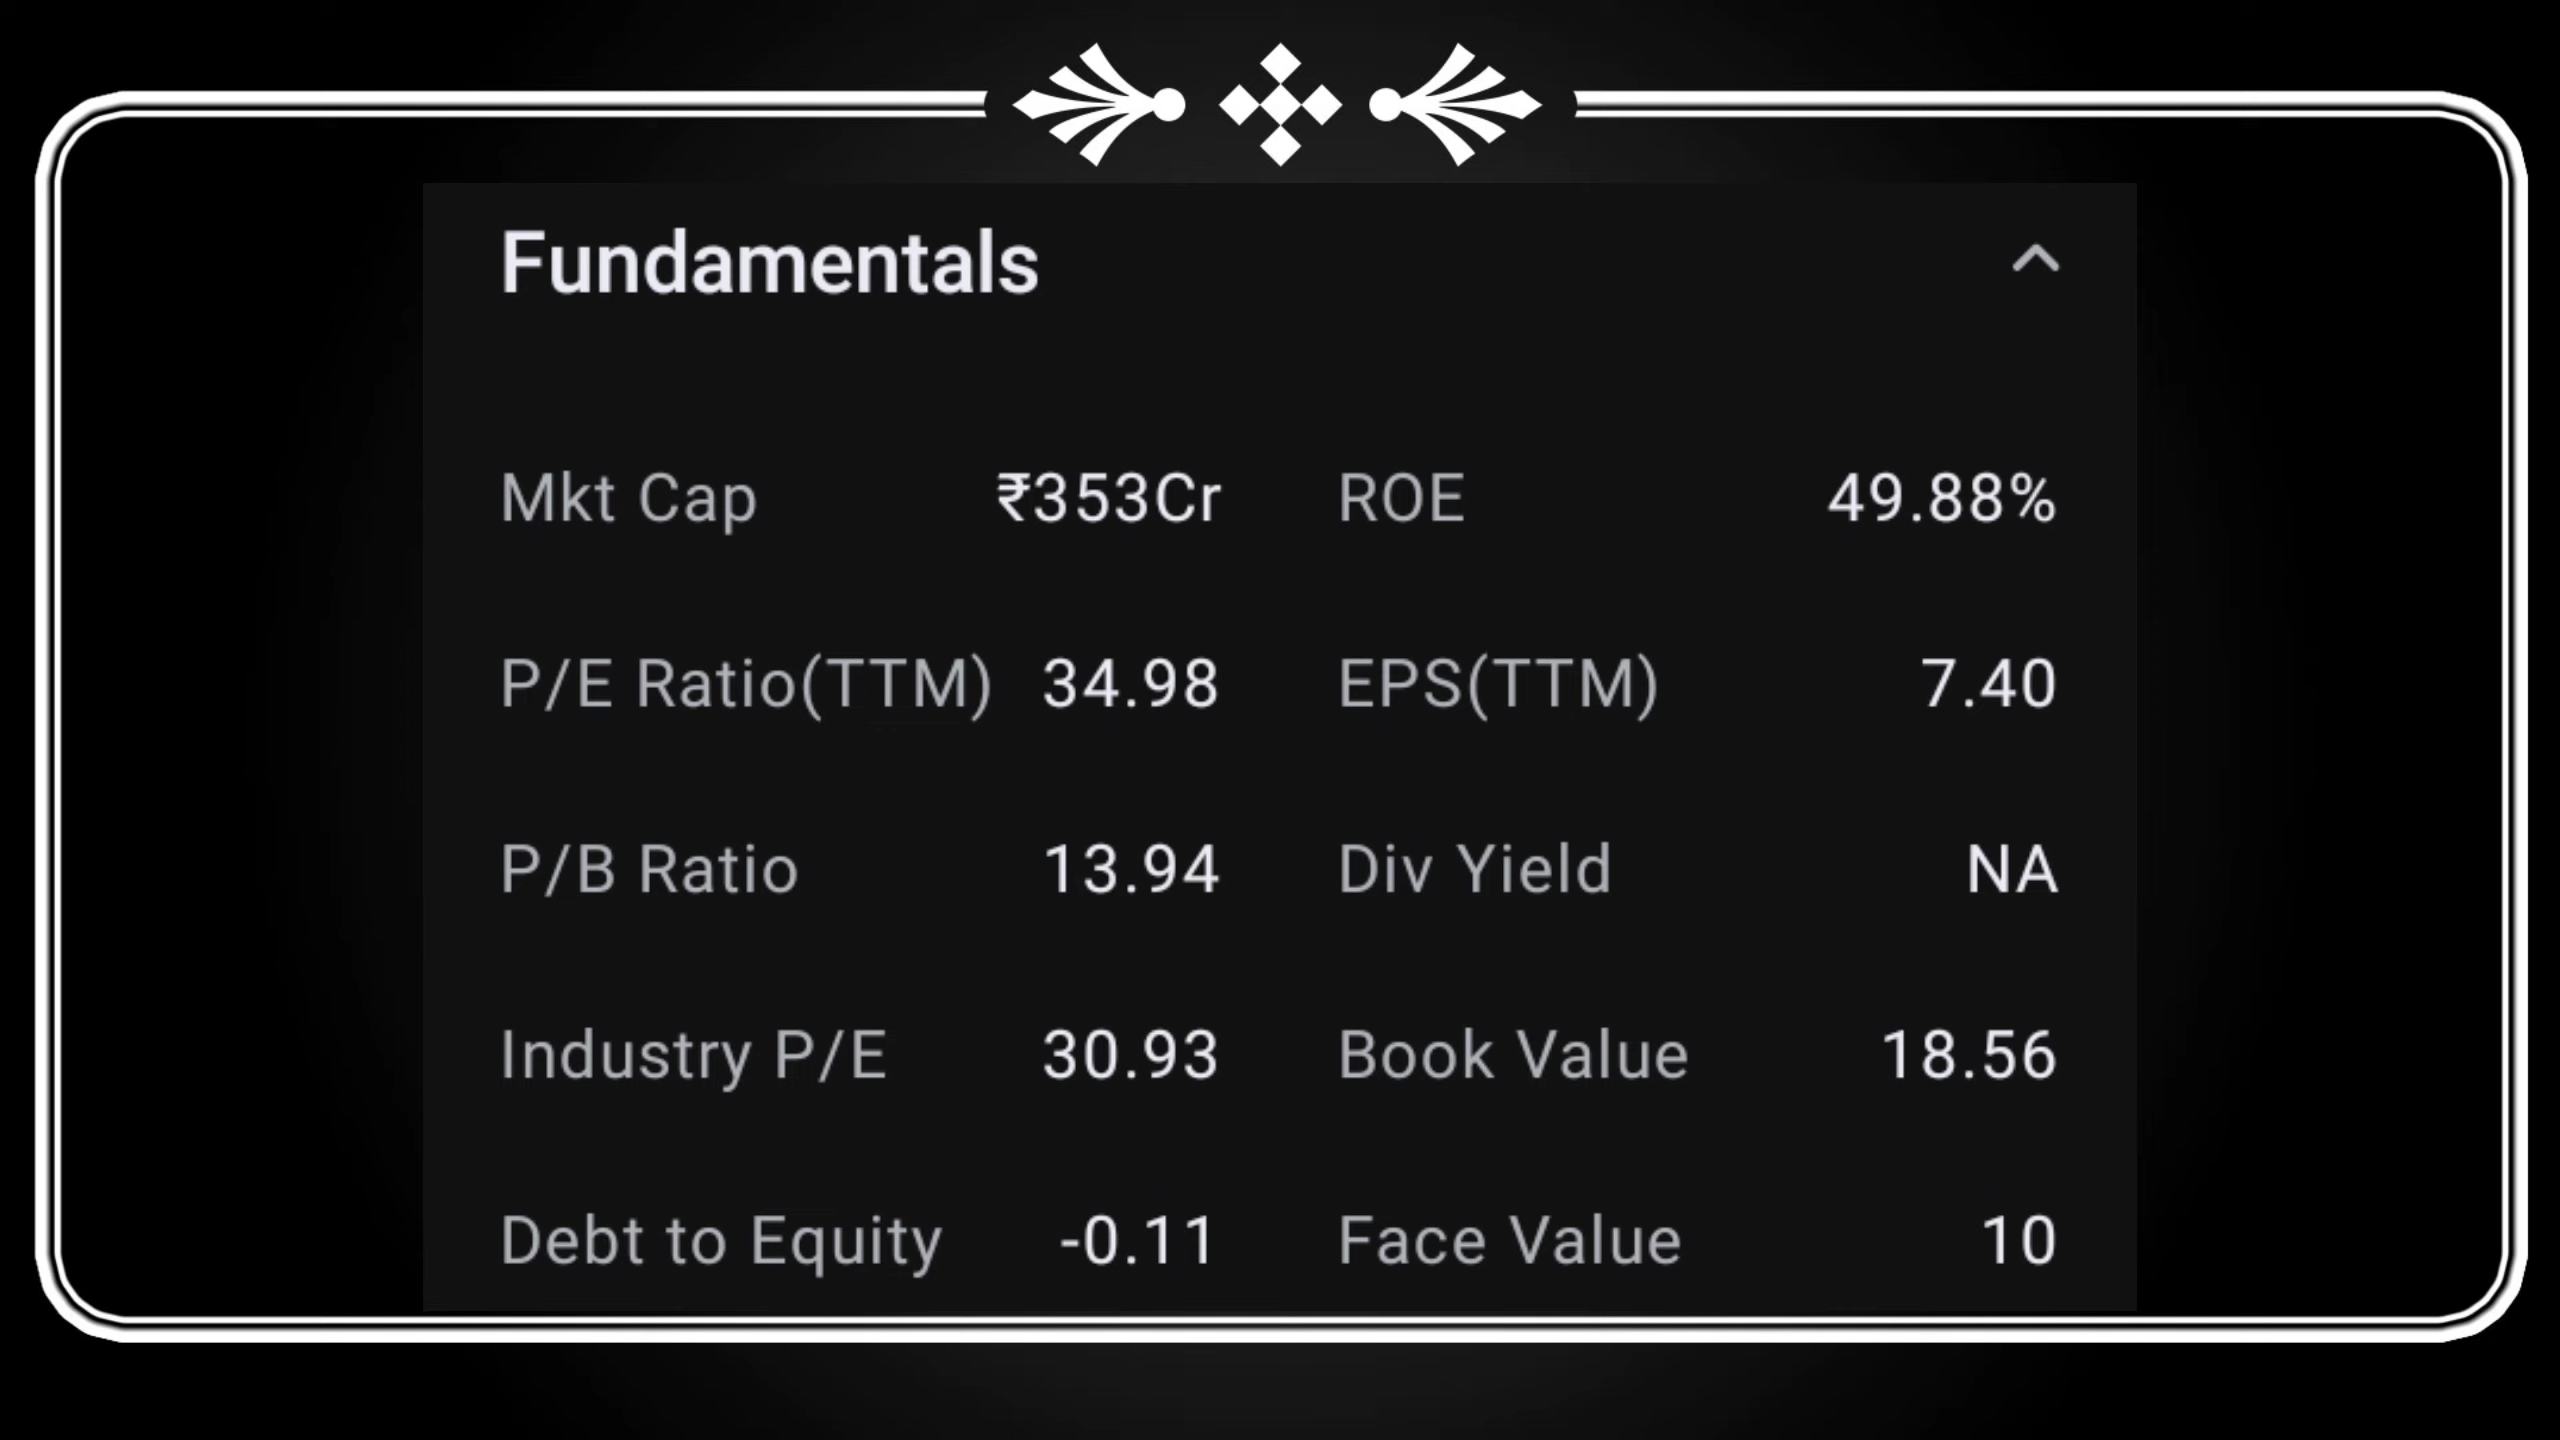 Fundamentals
Mkt Cap ₹353Cr ROE 49.88%
P/E Ratio(TTM) 34.98 EPS(TTM) 7.40
P/B Ratio 13.94 Div Yield NA
Industry P/E 30.93 Book Value 18.56
Debt to Equity -0.11 Face Value 10